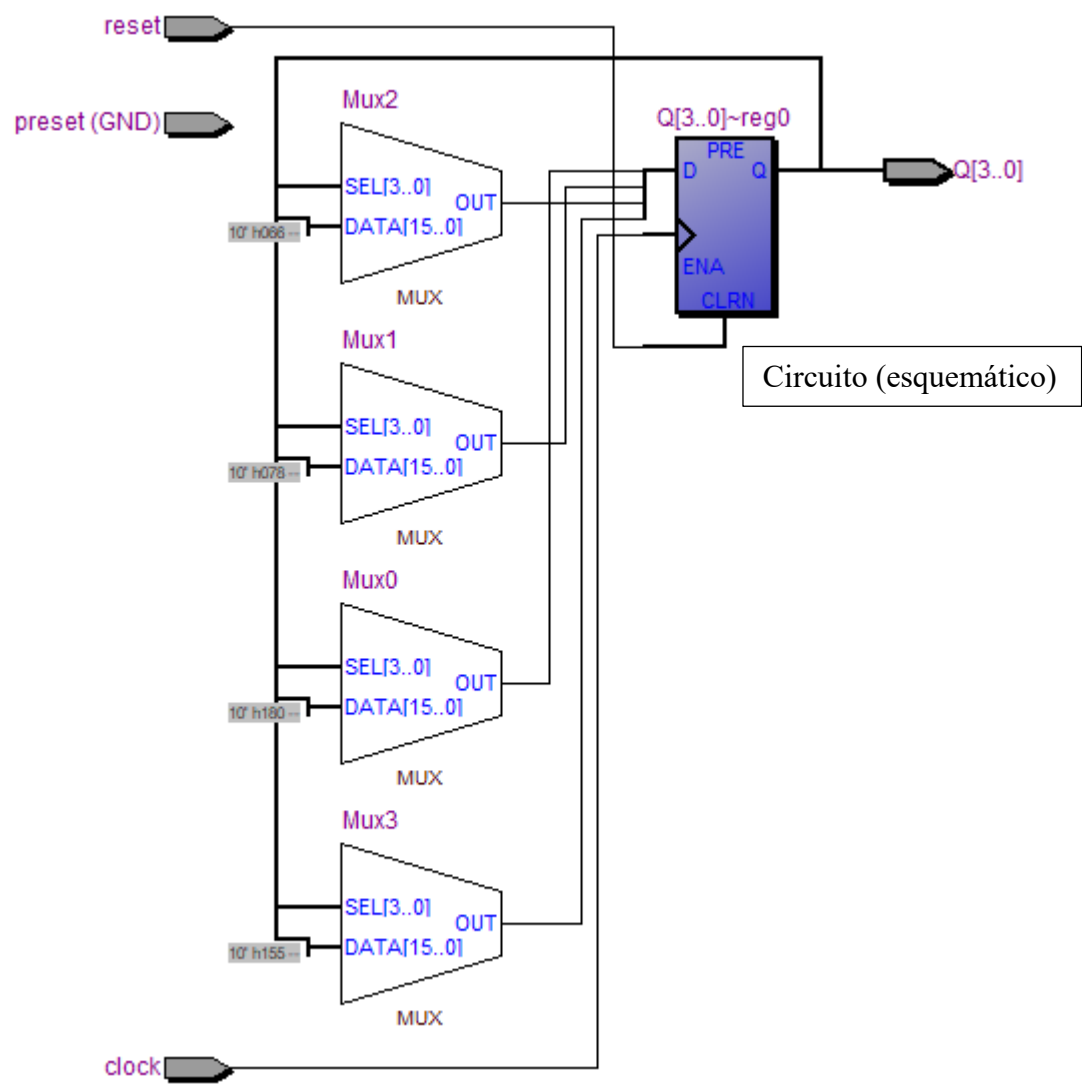 reset
preset (GND)
Mux2
SEL[3..0]
OUT
DATA[15..0]
10' h066 --
MUX
Q[3..0]~reg0
PRE
D
Q
ENA
CLRN
Q[3..0]
Circuito (esquemático)
Mux1
SEL[3..0]
OUT
DATA[15..0]
10' h078 --
MUX
Mux0
SEL[3..0]
OUT
DATA[15..0]
10' h180 --
MUX
Mux3
SEL[3..0]
OUT
DATA[15..0]
10' h155 --
MUX
clock